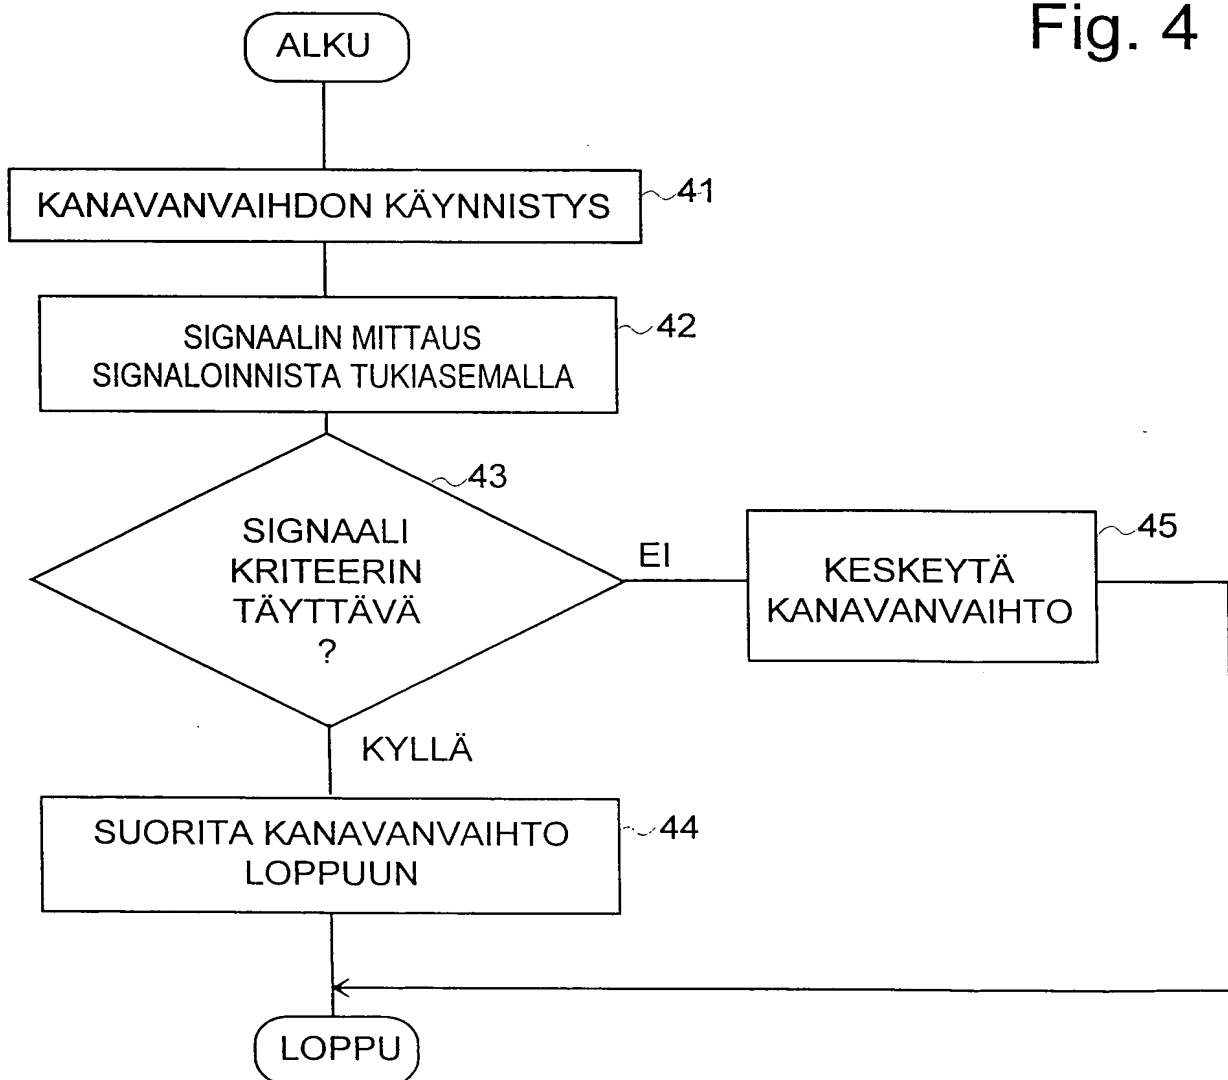 Fig. 4
ALKU
KANAVANVAIHDON KÄYNNISTYS
41
SIGNAALIN MITTAUS
SIGNALOINNISTA TUKIASEMALLA
42
43
SIGNAALI
KRITEERIN
TÄYTTÄVÄ
?
EI
KESKEYTÄ
KANAVANVAIHTO
45
KYLLÄ
SUORITA KANAVANVAIHTO
LOPPUUN
44
LOPPU